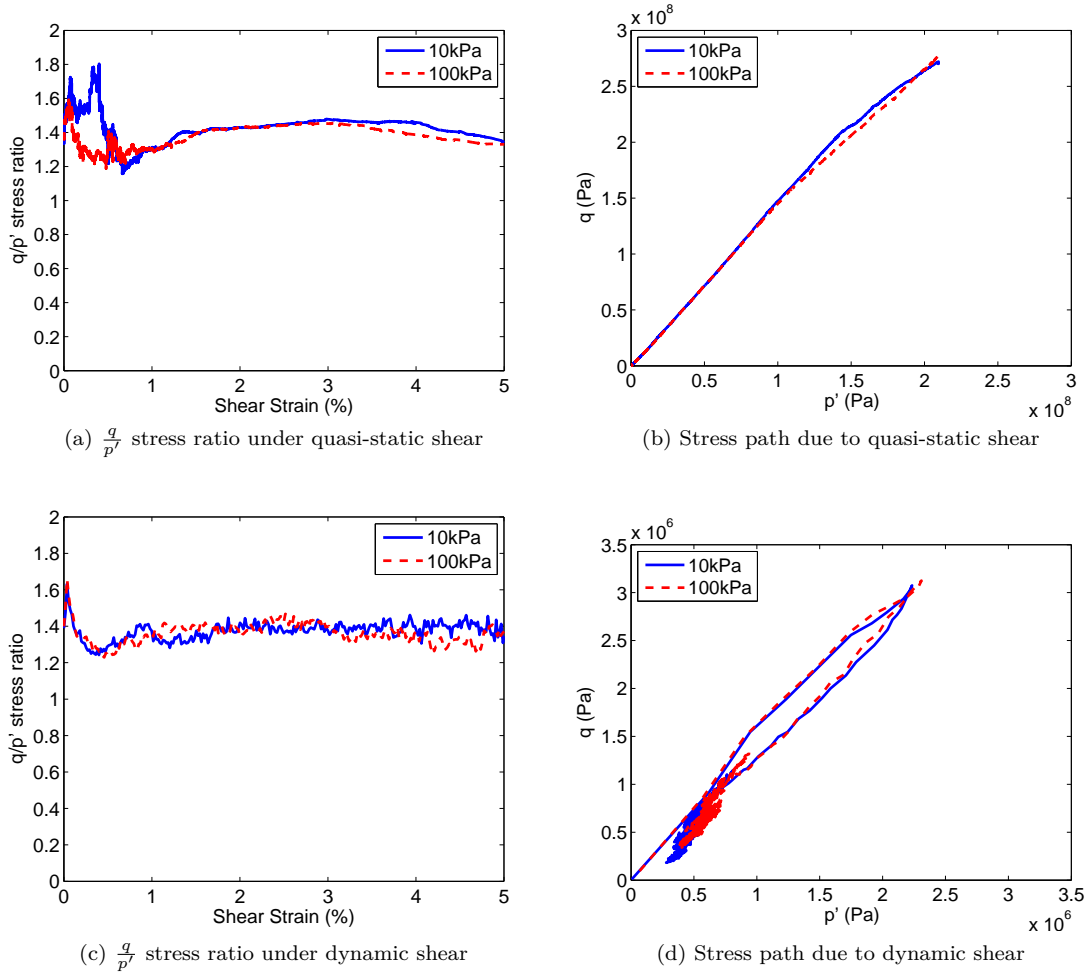 2
1.8
1.6
1.4
1.2
1
0.8
0.6
0.4
0.2
0
0 1 2 3 4 5
q/p' stress ratio
Shear Strain (%)
10kPa
100kPa
(a) q/p′ stress ratio under quasi-static shear
x 10^8
3
2.5
2
1.5
1
0.5
0
0 0.5 1 1.5 2 2.5 3
x 10^8
q (Pa)
p' (Pa)
10kPa
100kPa
(b) Stress path due to quasi-static shear
2
1.8
1.6
1.4
1.2
1
0.8
0.6
0.4
0.2
0
0 1 2 3 4 5
q/p' stress ratio
Shear Strain (%)
10kPa
100kPa
(c) q/p′ stress ratio under dynamic shear
x 10^6
3.5
3
2.5
2
1.5
1
0.5
0
0 0.5 1 1.5 2 2.5 3 3.5
x 10^6
q (Pa)
p' (Pa)
10kPa
100kPa
(d) Stress path due to dynamic shear